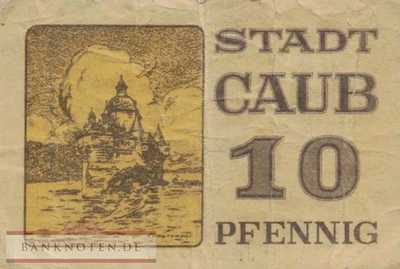 STADT
CAUB
10
PFENNIG
BANKNOTEN.DE